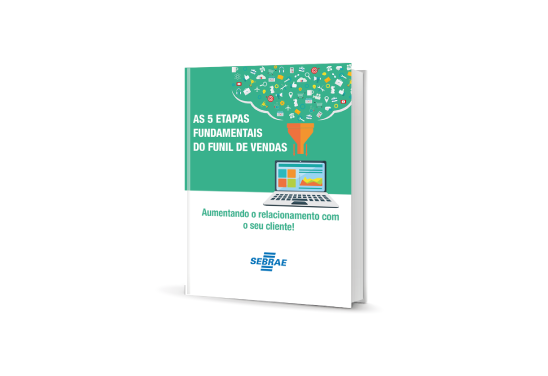 AS 5 ETAPAS
FUNDAMENTAIS
DO FUNIL DE VENDAS
Aumentando o relacionamento com
o seu cliente!
SEBRAE